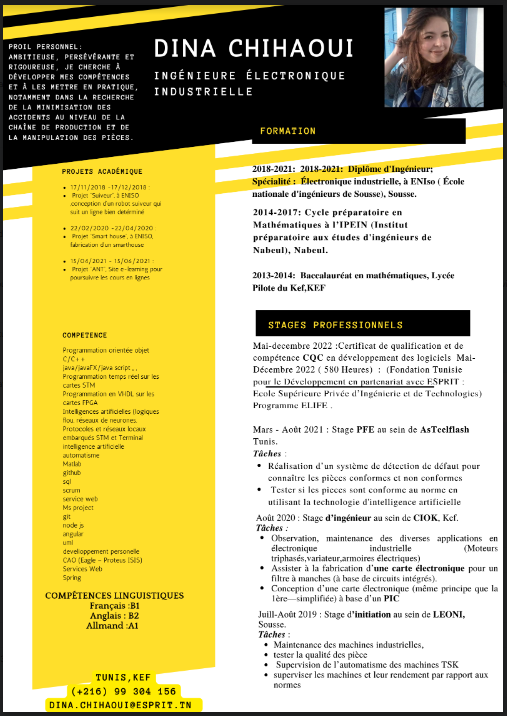 PROIL PERSONNEL:
AMBITIEUSE, PERSÉVÉRANTE ET
RIGOUREUSE, JE CHERCHE À
DÉVELOPPER MES COMPÉTENCES
ET À LES METTRE EN PRATIQUE,
NOTAMMENT DANS LA RECHERCHE
DE LA MINIMISATION DES
ACCIDENTS AU NIVEAU DE LA
CHAÎNE DE PRODUCTION ET DE
LA MANIPULATION DES PIÈCES.
DINA CHIHAOUI
INGÉNIEURE ÉLECTRONIQUE
INDUSTRIELLE
PROJETS ACADÉMIQUE
• 17/11/2018 -17/12/2018 :
• Projet "Suiveur", à ENISO
conception d'un robot suiveur qui
suit un ligne bien determiné
• 22/02/2020 -22/04/2020 :
• Projet "Smart house", à ENISO,
fabrication d'un smarthouse
• 15/04/2021 - 15/06/2021 :
• Projet "ANT", Site e-learning pour
poursuivre les cours en lignes
COMPETENCE
Programmation orientée objet
C/C++
java/javaFX/java script , ,
Programmation temps réel sur les
cartes STM
Programmation en VHDL sur les
cartes FPGA
Intelligences artificielles (logiques
flou, réseaux de neurones,
Protocoles et réseaux locaux
embarqués STM et Terminal
intelligence artificielle
automatisme
Matlab
github
sql
scrum
service web
Ms project
git
node js
angular
uml
developpement personelle
CAO (Eagle - Proteus ISIS)
Services Web
Spring
COMPÊTENCES LINGUISTIQUES
Français :B1
Anglais : B2
Allmand :A1
TUNIS,KEF
(+216) 99 304 156
DINA.CHIHAOUI@ESPRIT.TN
FORMATION
2018-2021: 2018-2021: Diplôme d'Ingénieur;
Spécialité : Électronique industrielle, à ENIso ( École
nationale d'ingénieurs de Sousse), Sousse.
2014-2017: Cycle préparatoire en
Mathématiques à l'IPEIN (Institut
préparatoire aux études d'ingénieurs de
Nabeul), Nabeul.
2013-2014: Baccalauréat en mathématiques, Lycée
Pilote du Kef,KEF
STAGES PROFESSIONNELS
Mai-decembre 2022 :Certificat de qualification et de
compétence CQC en développement des logiciels Mai-
Décembre 2022 ( 580 Heures) : (Fondation Tunisie
pour le Développement en partenariat avec ESPRIT :
Ecole Supérieure Privée d'Ingénierie et de Technologies)
Programme ELIFE .
Mars - Août 2021 : Stage PFE au sein de AsTeelflash
Tunis.
Tâches :
• Réalisation d'un système de détection de défaut pour
connaître les pièces conformes et non conformes
• Tester si les pieces sont conforme au norme en
utilisant la technologie d'intelligence artificielle
Août 2020 : Stage d'ingénieur au sein de CIOK, Kef.
Tâches :
• Observation, maintenance des diverses applications en
électronique industrielle (Moteurs
triphasés,variateur,armoires électriques)
• Assister à la fabrication d'une carte électronique pour un
filtre à manches (à base de circuits intégrés).
• Conception d'une carte électronique (même principe que la
1ère—simplifiée) à base d'un PIC
Juill-Août 2019 : Stage d'initiation au sein de LEONI,
Sousse.
Tâches :
• Maintenance des machines industrielles,
• tester la qualité des pièce
• Supervision de l'automatisme des machines TSK
• superviser les machines et leur rendement par rapport aux
normes